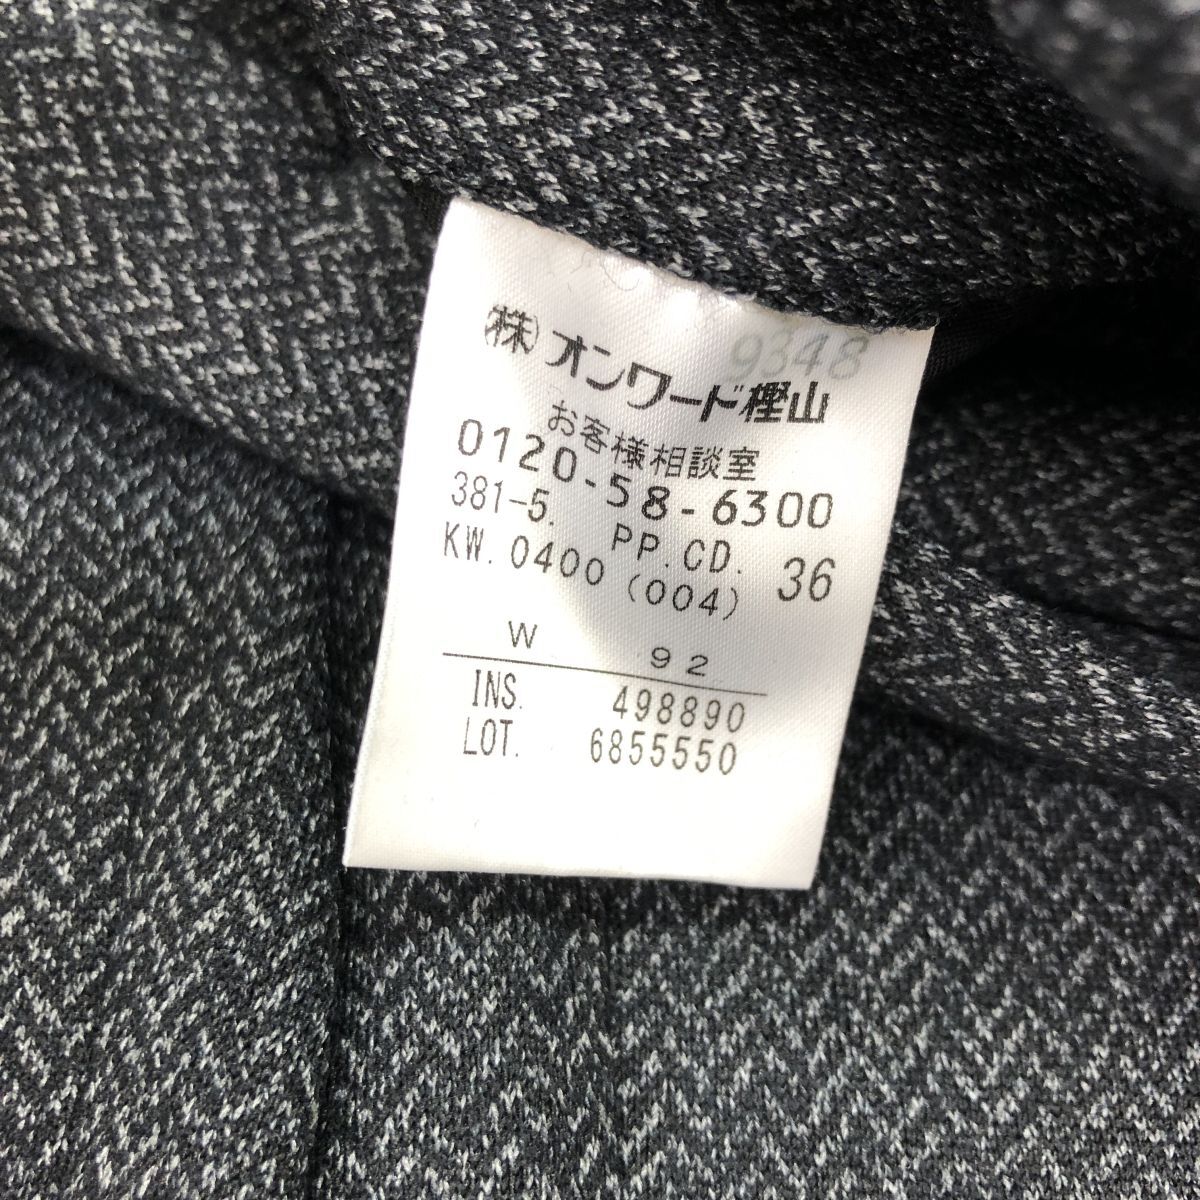 9348
㈱オンワード樫山
お客様相談室
0120-58-6300
381-5. PP.CD. 36
KW. 0400 (004)
W 92
INS. 498890
LOT. 6855550